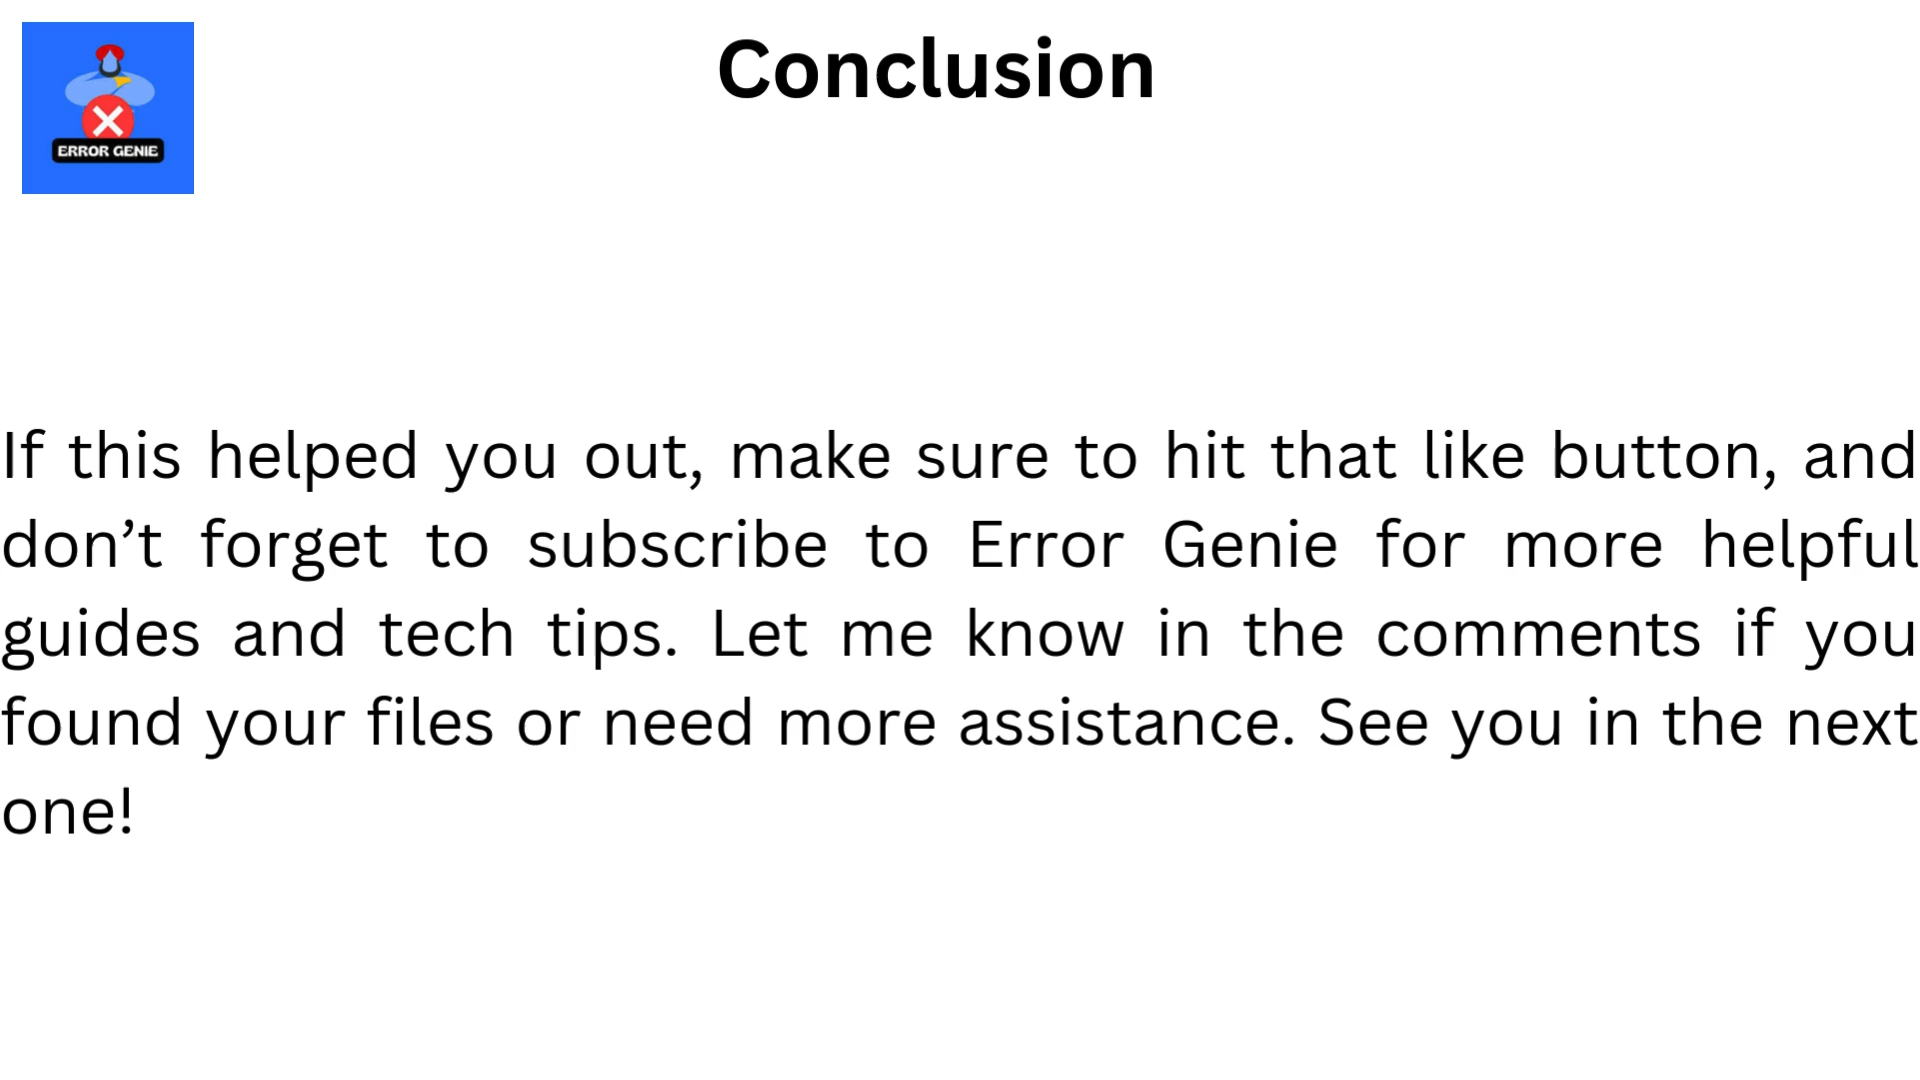 ERROR GENIE
Conclusion
If this helped you out, make sure to hit that like button, and
don’t forget to subscribe to Error Genie for more helpful
guides and tech tips. Let me know in the comments if you
found your files or need more assistance. See you in the next
one!